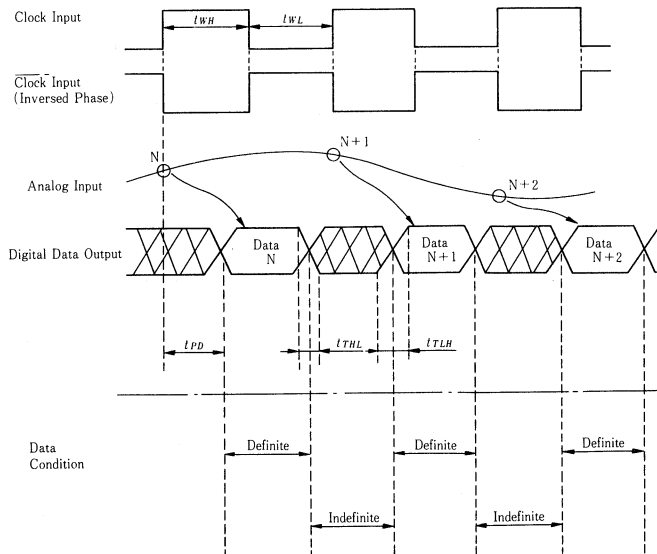 Clock Input
tWH
tWL
Clock Input
(Inversed Phase)
N
N+1
N+2
Analog Input
Digital Data Output
Data
N
Data
N+1
Data
N+2
tPD
tTHL
tTLH
Data
Condition
Definite
Definite
Definite
Indefinite
Indefinite